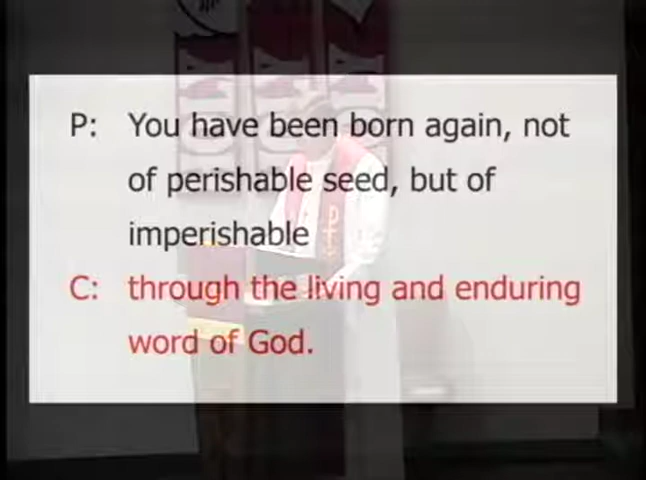 P: You have been born again, not
of perishable seed, but of
imperishable
C: through the living and enduring
word of God.